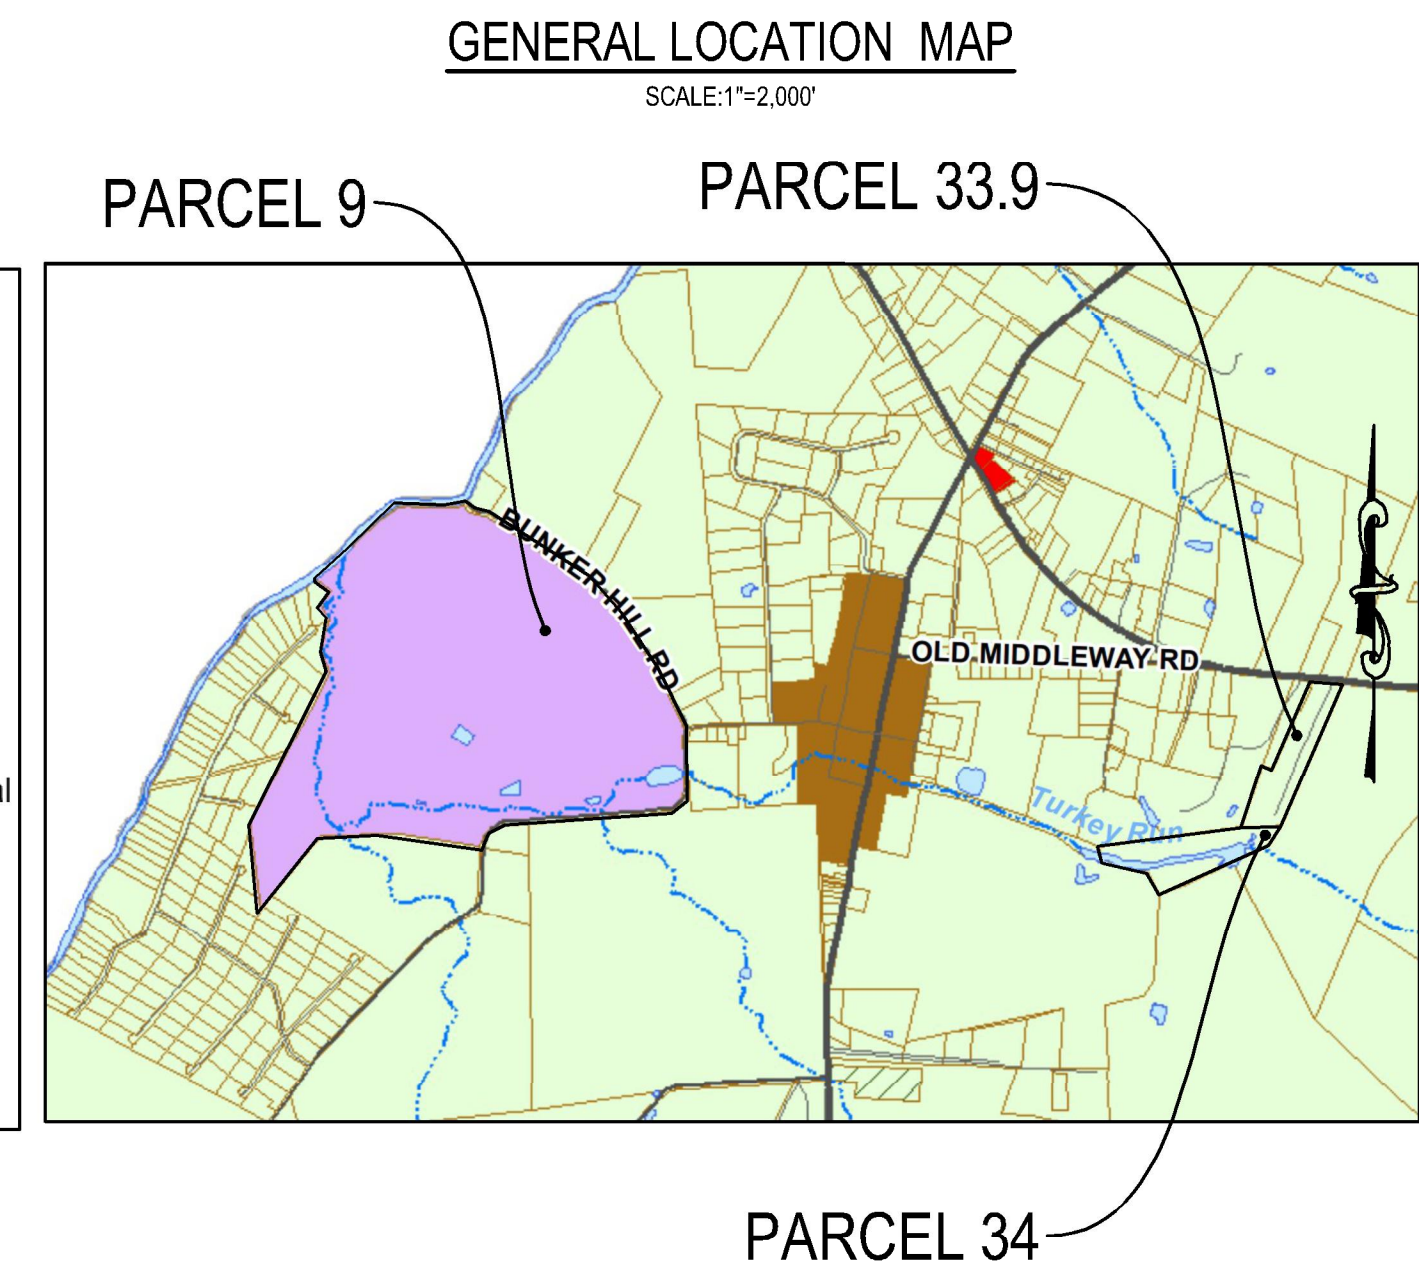 GENERAL LOCATION MAP
SCALE:1"=2,000'
PARCEL 9
PARCEL 33.9
BUNKER HILL RD
OLD MIDDLEWAY RD
al
Turkey Run
PARCEL 34